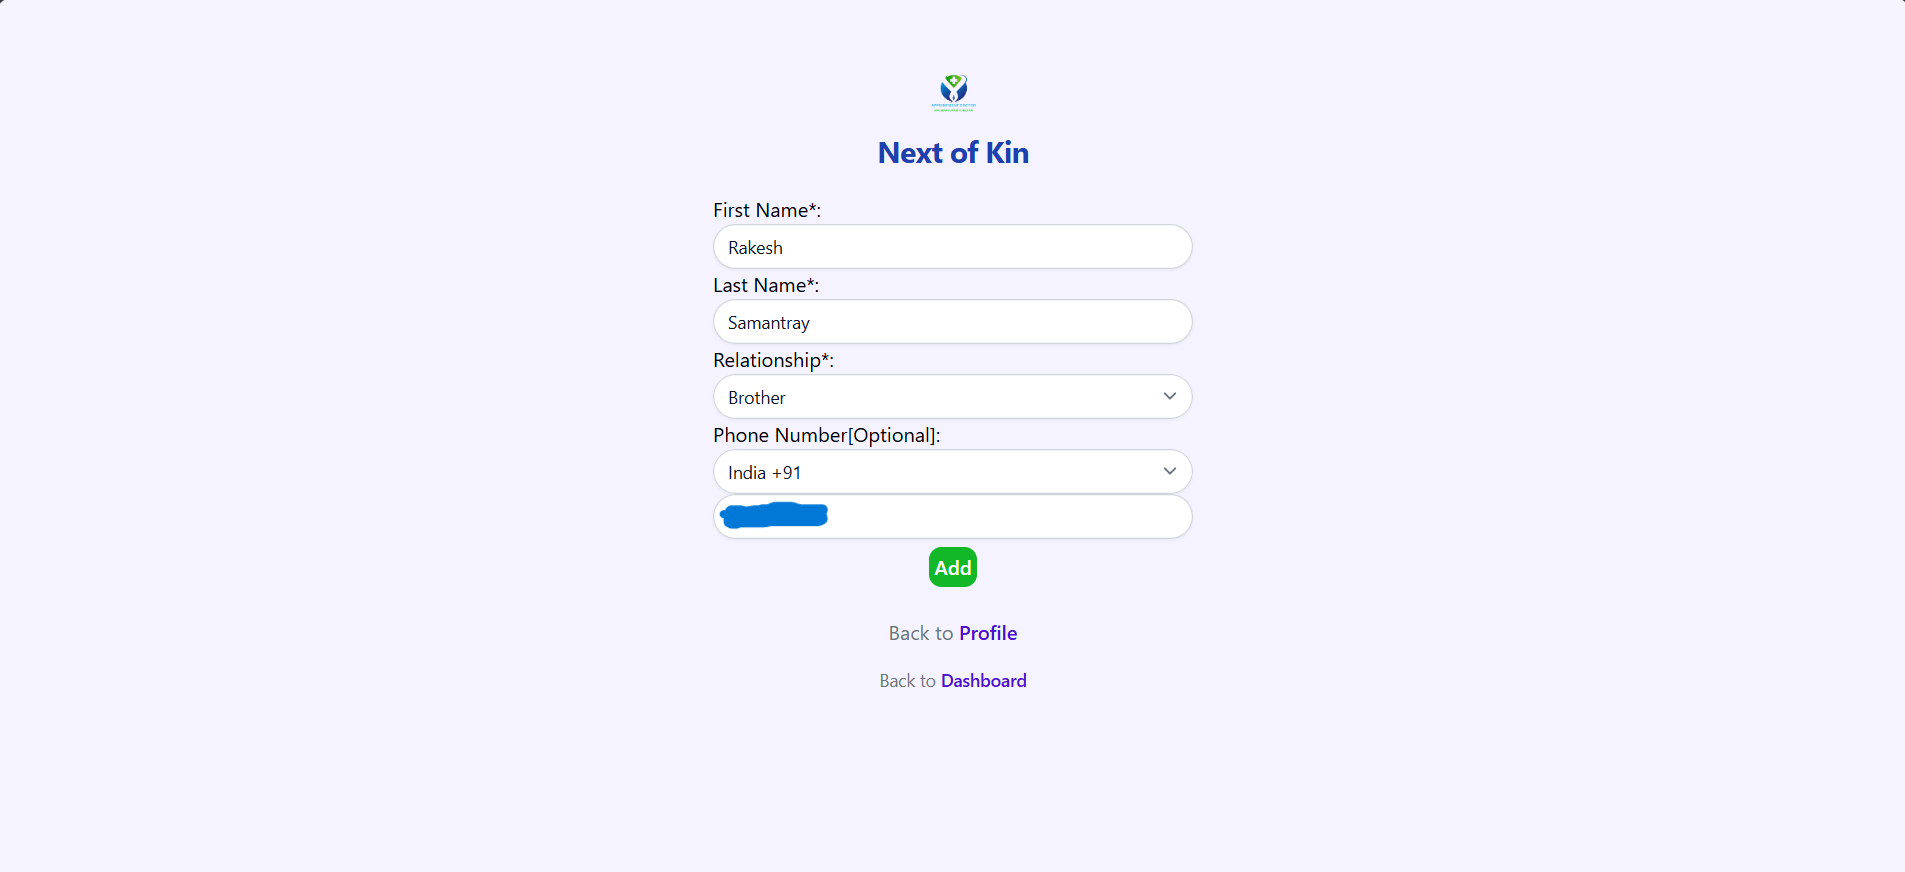 Next of Kin
First Name*:
Rakesh
Last Name*:
Samantray
Relationship*:
Brother
Phone Number[Optional]:
India +91
Add
Back to Profile
Back to Dashboard